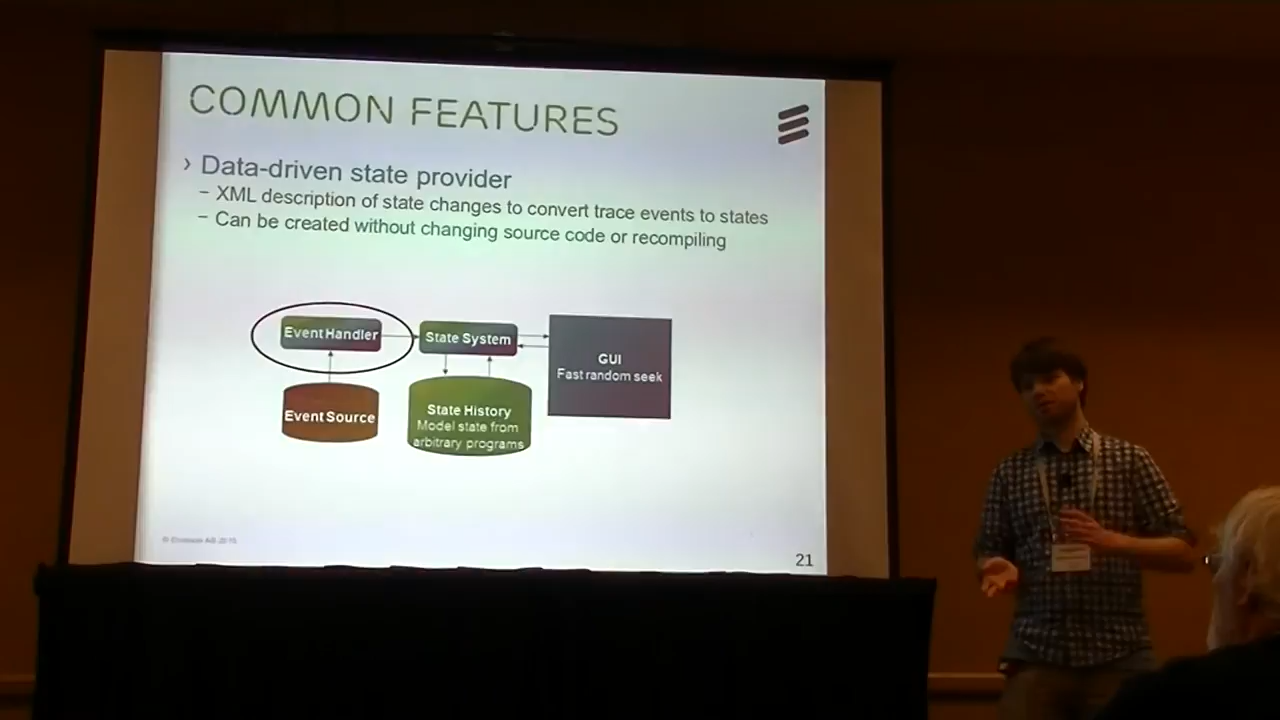 COMMON FEATURES
› Data-driven state provider
– XML description of state changes to convert trace events to states
– Can be created without changing source code or recompiling
Event Handler
State System
GUI
Fast random seek
Event Source
State History
Model state from
arbitrary programs
© Ericsson AB 2015
21